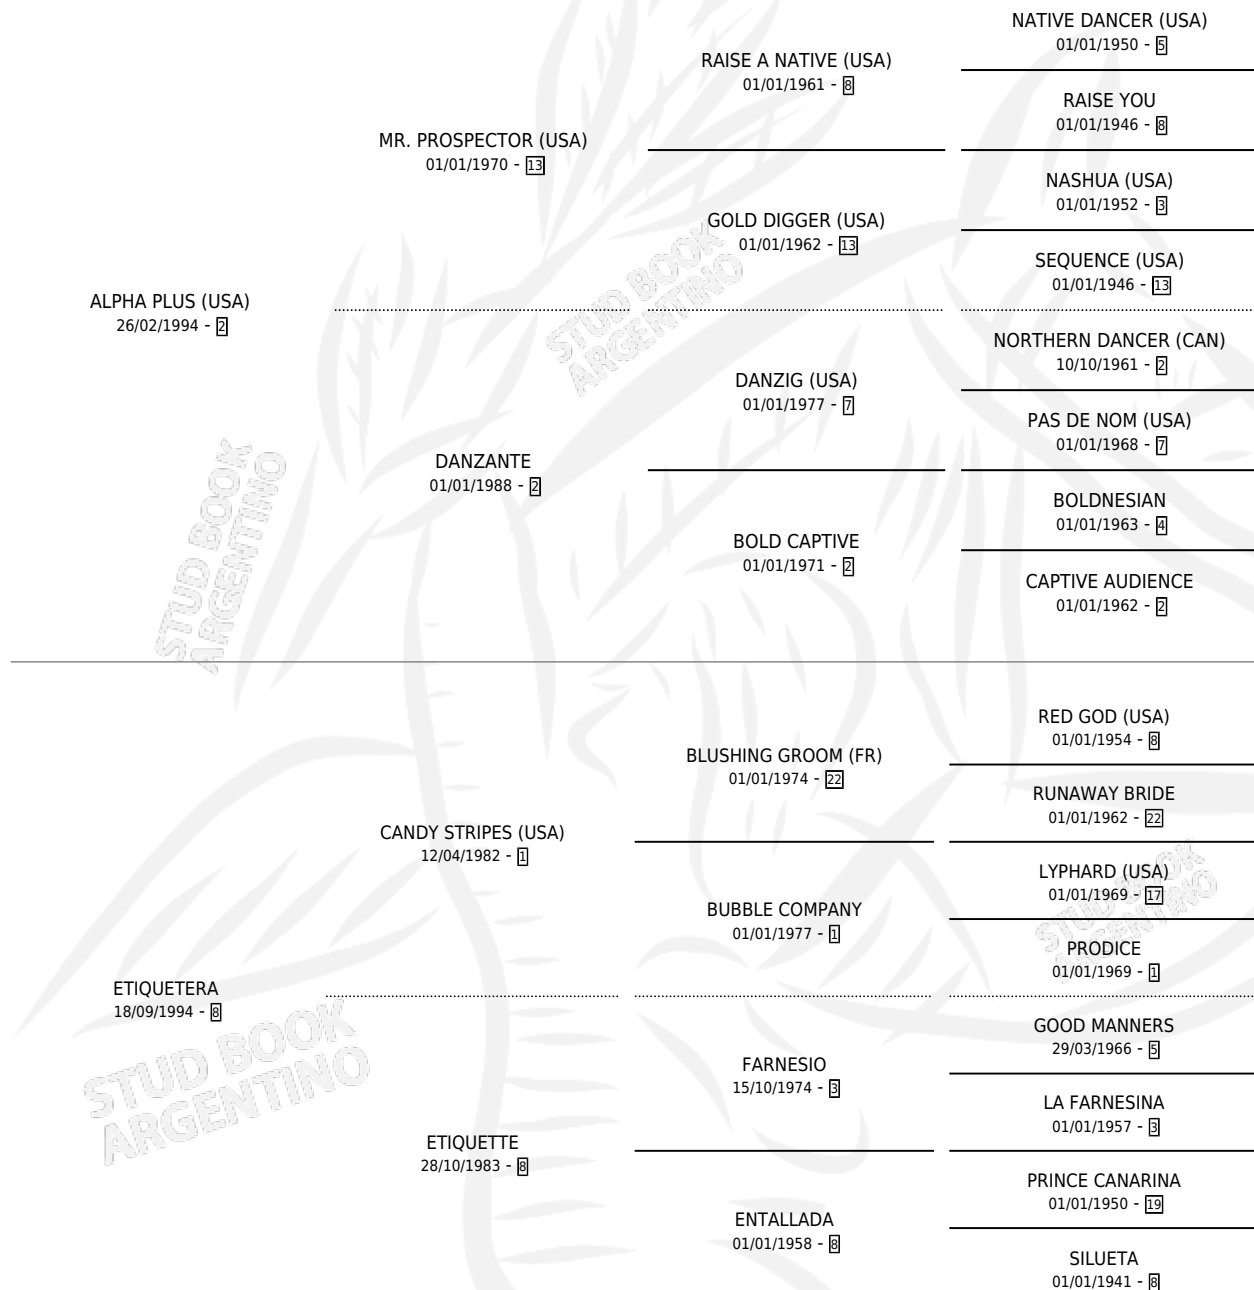 NATIVE DANCER (USA)
01/01/1950 - 5
RAISE A NATIVE (USA)
01/01/1961 - 8
RAISE YOU
01/01/1946 - 8
MR. PROSPECTOR (USA)
01/01/1970 - 13
NASHUA (USA)
01/01/1952 - 3
GOLD DIGGER (USA)
01/01/1962 - 13
SEQUENCE (USA)
01/01/1946 - 13
ALPHA PLUS (USA)
26/02/1994 - 2
NORTHERN DANCER (CAN)
10/10/1961 - 2
DANZIG (USA)
01/01/1977 - 7
PAS DE NOM (USA)
01/01/1968 - 7
DANZANTE
01/01/1988 - 2
BOLDNESIAN
01/01/1963 - 4
BOLD CAPTIVE
01/01/1971 - 2
CAPTIVE AUDIENCE
01/01/1962 - 2
RED GOD (USA)
01/01/1954 - 8
BLUSHING GROOM (FR)
01/01/1974 - 22
RUNAWAY BRIDE
01/01/1962 - 22
CANDY STRIPES (USA)
12/04/1982 - 1
LYPHARD (USA)
01/01/1969 - 17
BUBBLE COMPANY
01/01/1977 - 1
PRODICE
01/01/1969 - 1
ETIQUETERA
18/09/1994 - 8
GOOD MANNERS
29/03/1966 - 5
FARNESIO
15/10/1974 - 3
LA FARNESINA
01/01/1957 - 3
ETIQUETTE
28/10/1983 - 8
PRINCE CANARINA
01/01/1950 - 19
ENTALLADA
01/01/1958 - 8
SILUETA
01/01/1941 - 8
STUD BOOK
ARGENTINO
STUD BOOK
ARGENTINO
STUD BOOK
ARGENTINO
STUD BOOK
ARGENTINO